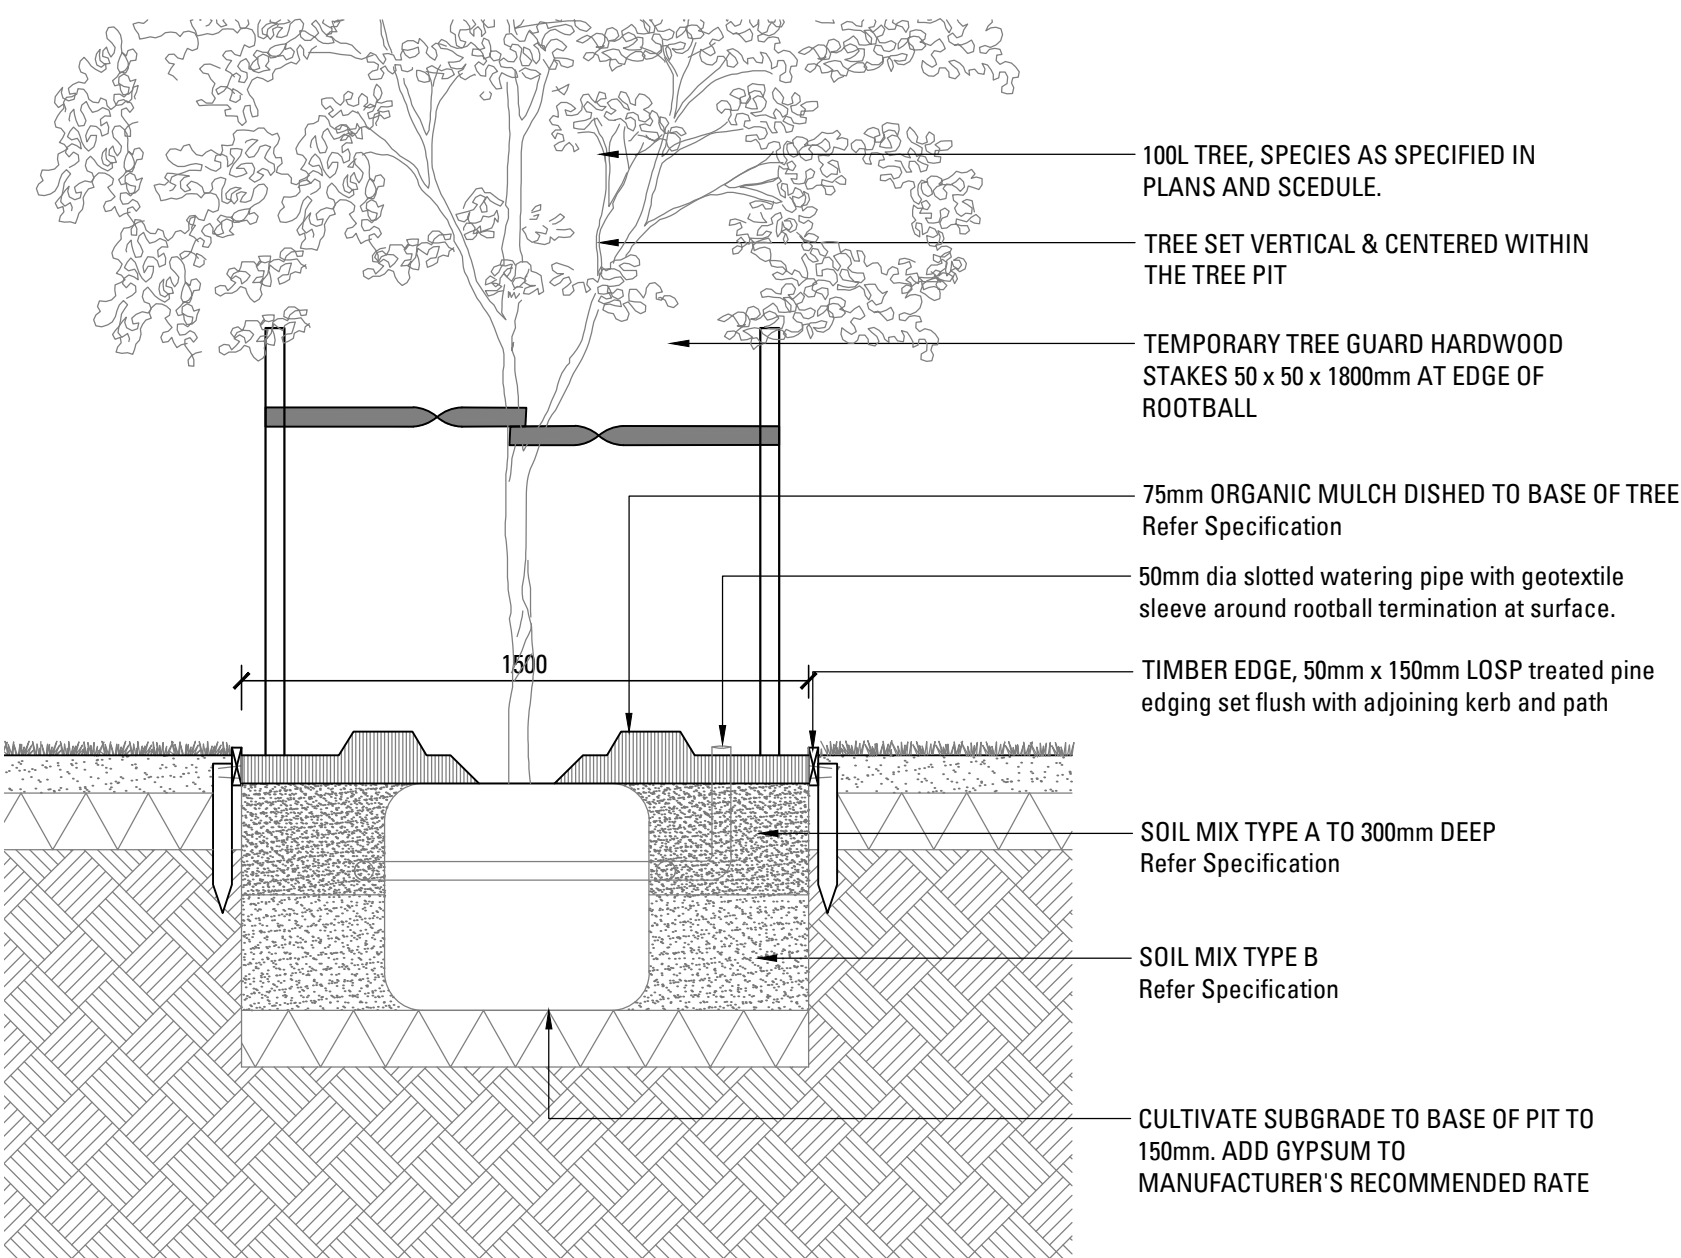 100L TREE, SPECIES AS SPECIFIED IN
PLANS AND SCEDULE.
TREE SET VERTICAL & CENTERED WITHIN
THE TREE PIT
TEMPORARY TREE GUARD HARDWOOD
STAKES 50 x 50 x 1800mm AT EDGE OF
ROOTBALL
75mm ORGANIC MULCH DISHED TO BASE OF TREE
Refer Specification
50mm dia slotted watering pipe with geotextile
sleeve around rootball termination at surface.
1500
TIMBER EDGE, 50mm x 150mm LOSP treated pine
edging set flush with adjoining kerb and path
SOIL MIX TYPE A TO 300mm DEEP
Refer Specification
SOIL MIX TYPE B
Refer Specification
CULTIVATE SUBGRADE TO BASE OF PIT TO
150mm. ADD GYPSUM TO
MANUFACTURER'S RECOMMENDED RATE